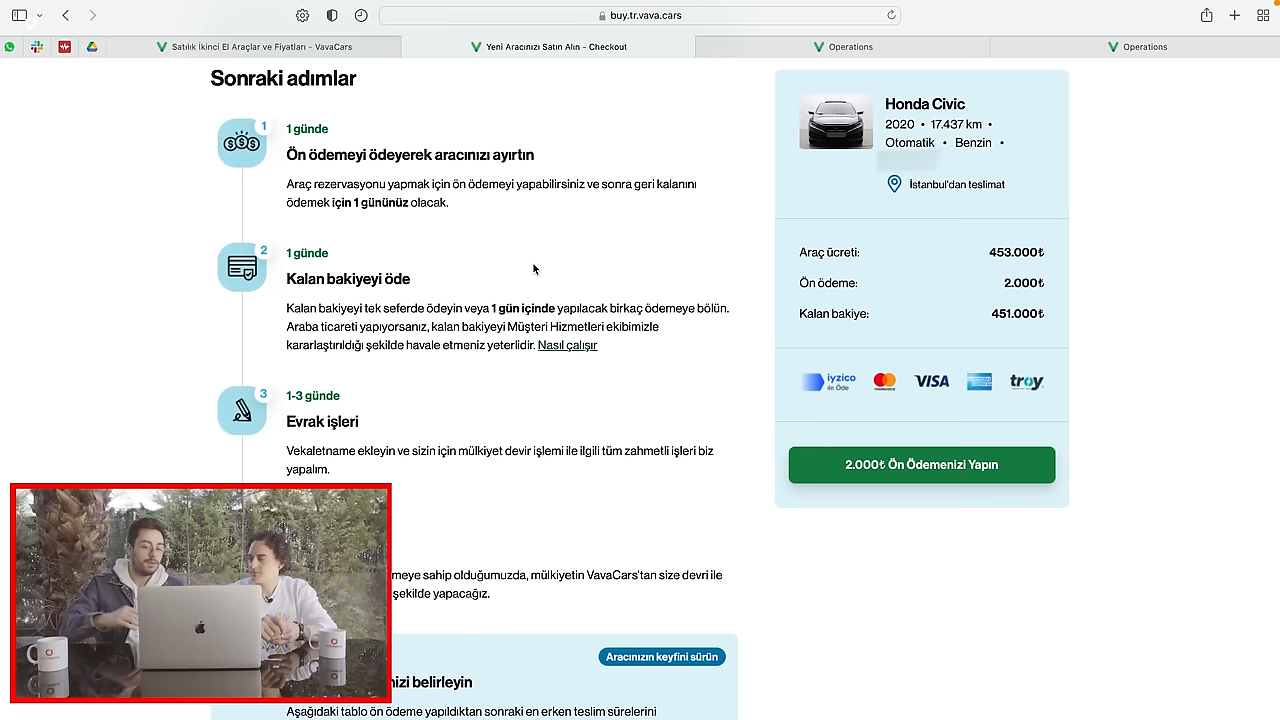 buy.tr.vava.cars
Satılık İkinci El Araçlar ve Fiyatları - VavaCars
Yeni Aracınızı Satın Alın - Checkout
Operations
Operations
Sonraki adımlar
1
1 günde
Ön ödemeyi ödeyerek aracınızı ayırtın
Araç rezervasyonu yapmak için ön ödemeyi yapabilirsiniz ve sonra geri kalanını
ödemek için 1 gününüz olacak.
2
1 günde
Kalan bakiyeyi öde
Kalan bakiyeyi tek seferde ödeyin veya 1 gün içinde yapılacak birkaç ödemeye bölün.
Araba ticareti yapıyorsanız, kalan bakiyeyi Müşteri Hizmetleri ekibimizle
kararlaştırıldığı şekilde havale etmeniz yeterlidir. Nasıl çalışır
3
1-3 günde
Evrak işleri
Vekaletname ekleyin ve sizin için mülkiyet devir işlemi ile ilgili tüm zahmetli işleri biz
yapalım.
meye sahip olduğumuzda, mülkiyetin VavaCars'tan size devri ile
şekilde yapacağız.
Aracınızın keyfini sürün
nizi belirleyin
Aşağıdaki tablo ön ödeme yapıldıktan sonraki en erken teslim sürelerini
Honda Civic
2020 • 17.437 km •
Otomatik • Benzin •
İstanbul'dan teslimat
Araç ücreti: 453.000₺
Ön ödeme: 2.000₺
Kalan bakiye: 451.000₺
iyzico
ile Öde
mastercard
VISA
troy
2.000₺ Ön Ödemenizi Yapın